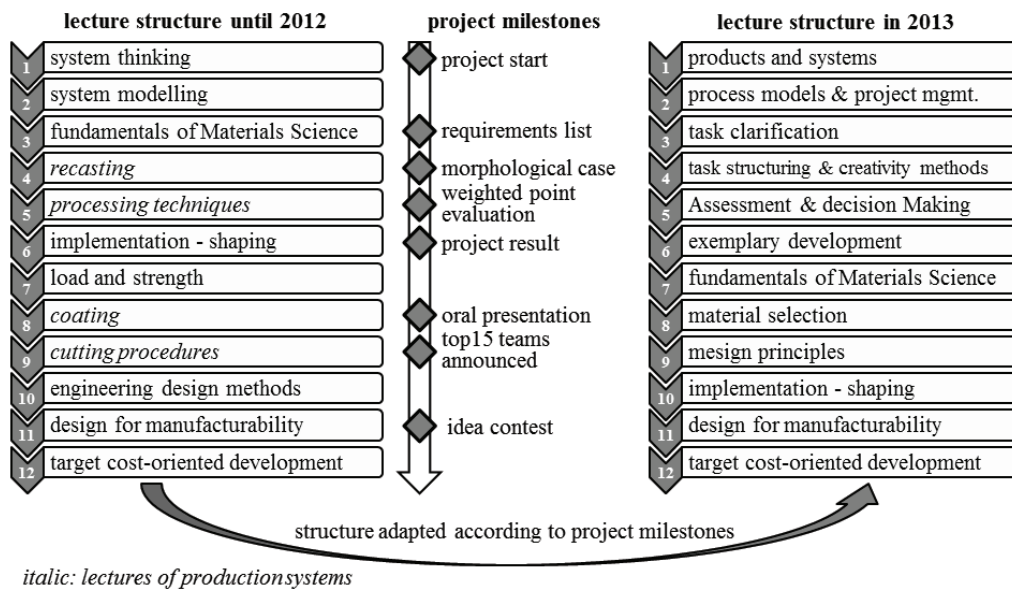 lecture structure until 2012
1 system thinking
2 system modelling
3 fundamentals of Materials Science
4 recasting
5 processing techniques
6 implementation - shaping
7 load and strength
8 coating
9 cutting procedures
10 engineering design methods
11 design for manufacturability
12 target cost-oriented development
project milestones
project start
requirements list
morphological case
weighted point
evaluation
project result
oral presentation
top15 teams
announced
idea contest
lecture structure in 2013
1 products and systems
2 process models & project mgmt.
3 task clarification
4 task structuring & creativity methods
5 Assessment & decision Making
6 exemplary development
7 fundamentals of Materials Science
8 material selection
9 mesign principles
10 implementation - shaping
11 design for manufacturability
12 target cost-oriented development
structure adapted according to project milestones
italic: lectures of production systems